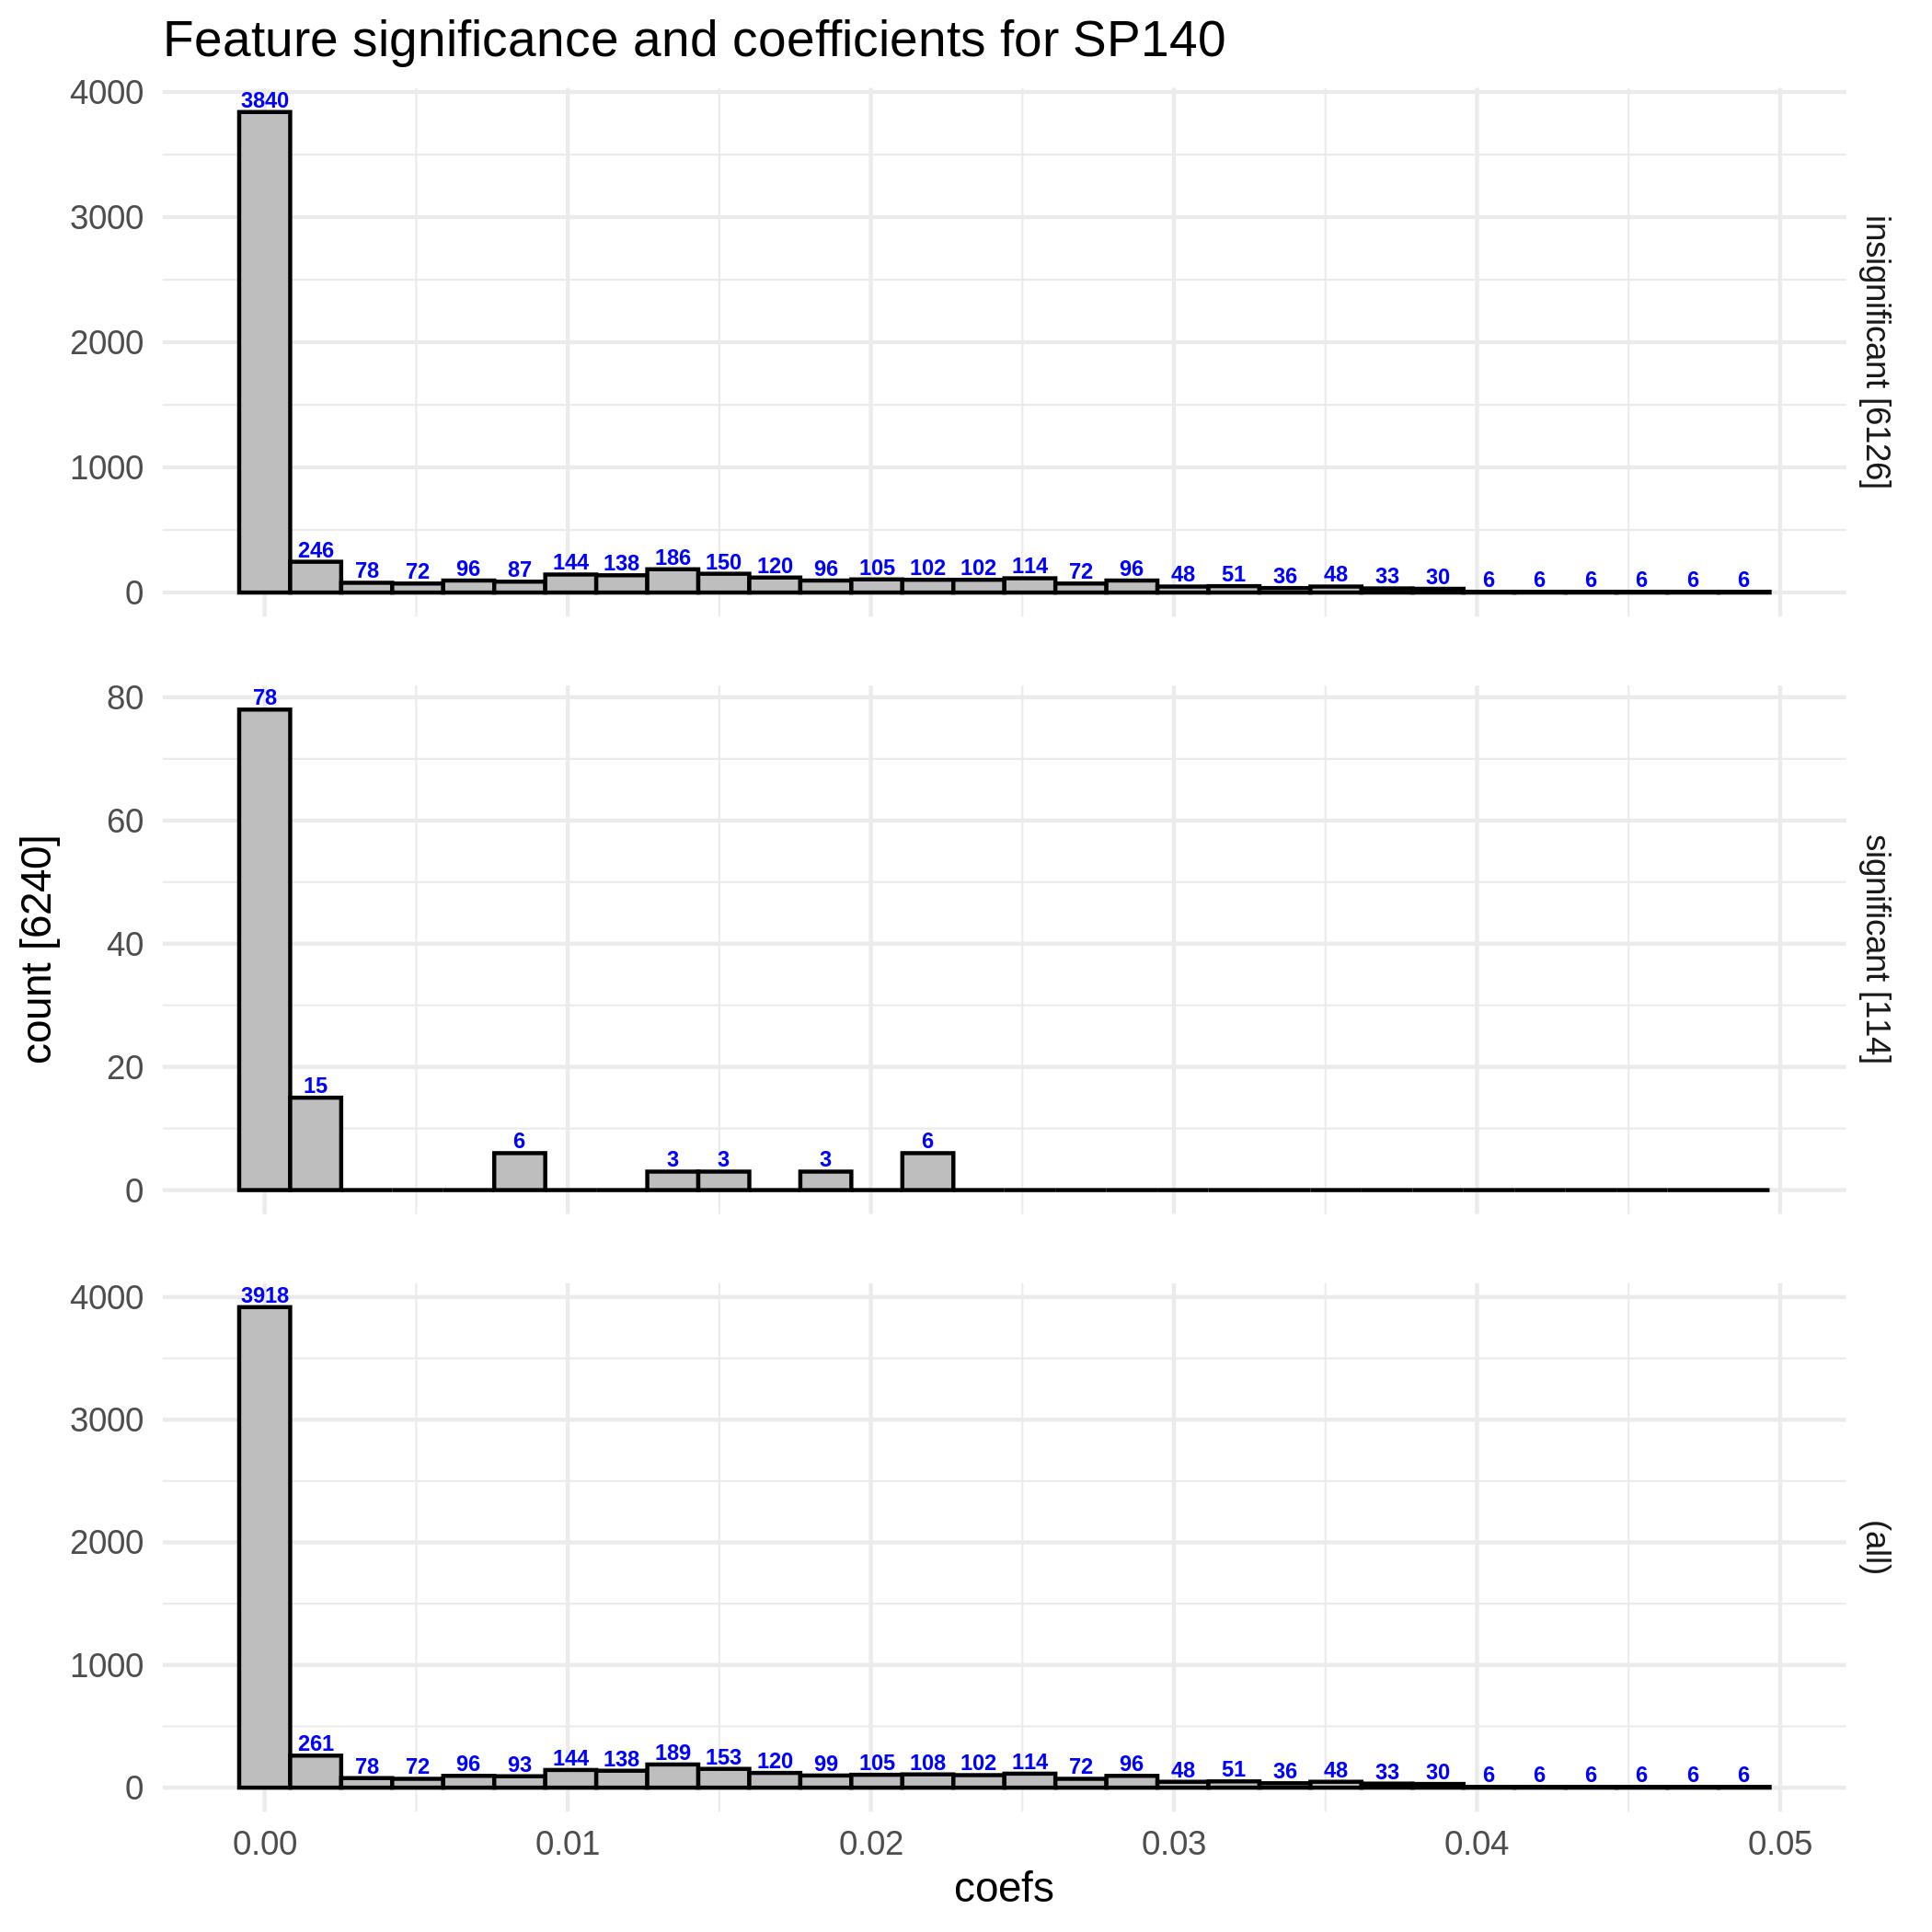 Feature significance and coefficients for SP140
4000
3000
2000
1000
0
3840
246 78 72 96 87 144 138 186 150 120 96 105 102 102 114 72 96 48 51 36 48 33 30 6 6 6 6 6 6
insignificant [6126]
count [6240]
80
60
40
20
0
78
15 6 3 3 3 6
significant [114]
4000
3000
2000
1000
0
3918
261 78 72 96 93 144 138 189 153 120 99 105 108 102 114 72 96 48 51 36 48 33 30 6 6 6 6 6 6
(all)
0.00 0.01 0.02 0.03 0.04 0.05
coefs